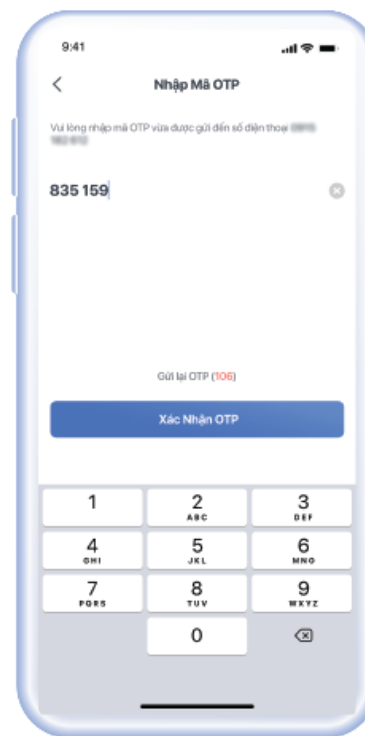 9:41
Nhập Mã OTP
Vui lòng nhập mã OTP vừa được gửi đến số điện thoại
835 159
Gửi lại OTP (106)
Xác Nhận OTP
1
2
ABC
3
DEF
4
GHI
5
JKL
6
MNO
7
PQRS
8
TUV
9
WXYZ
0